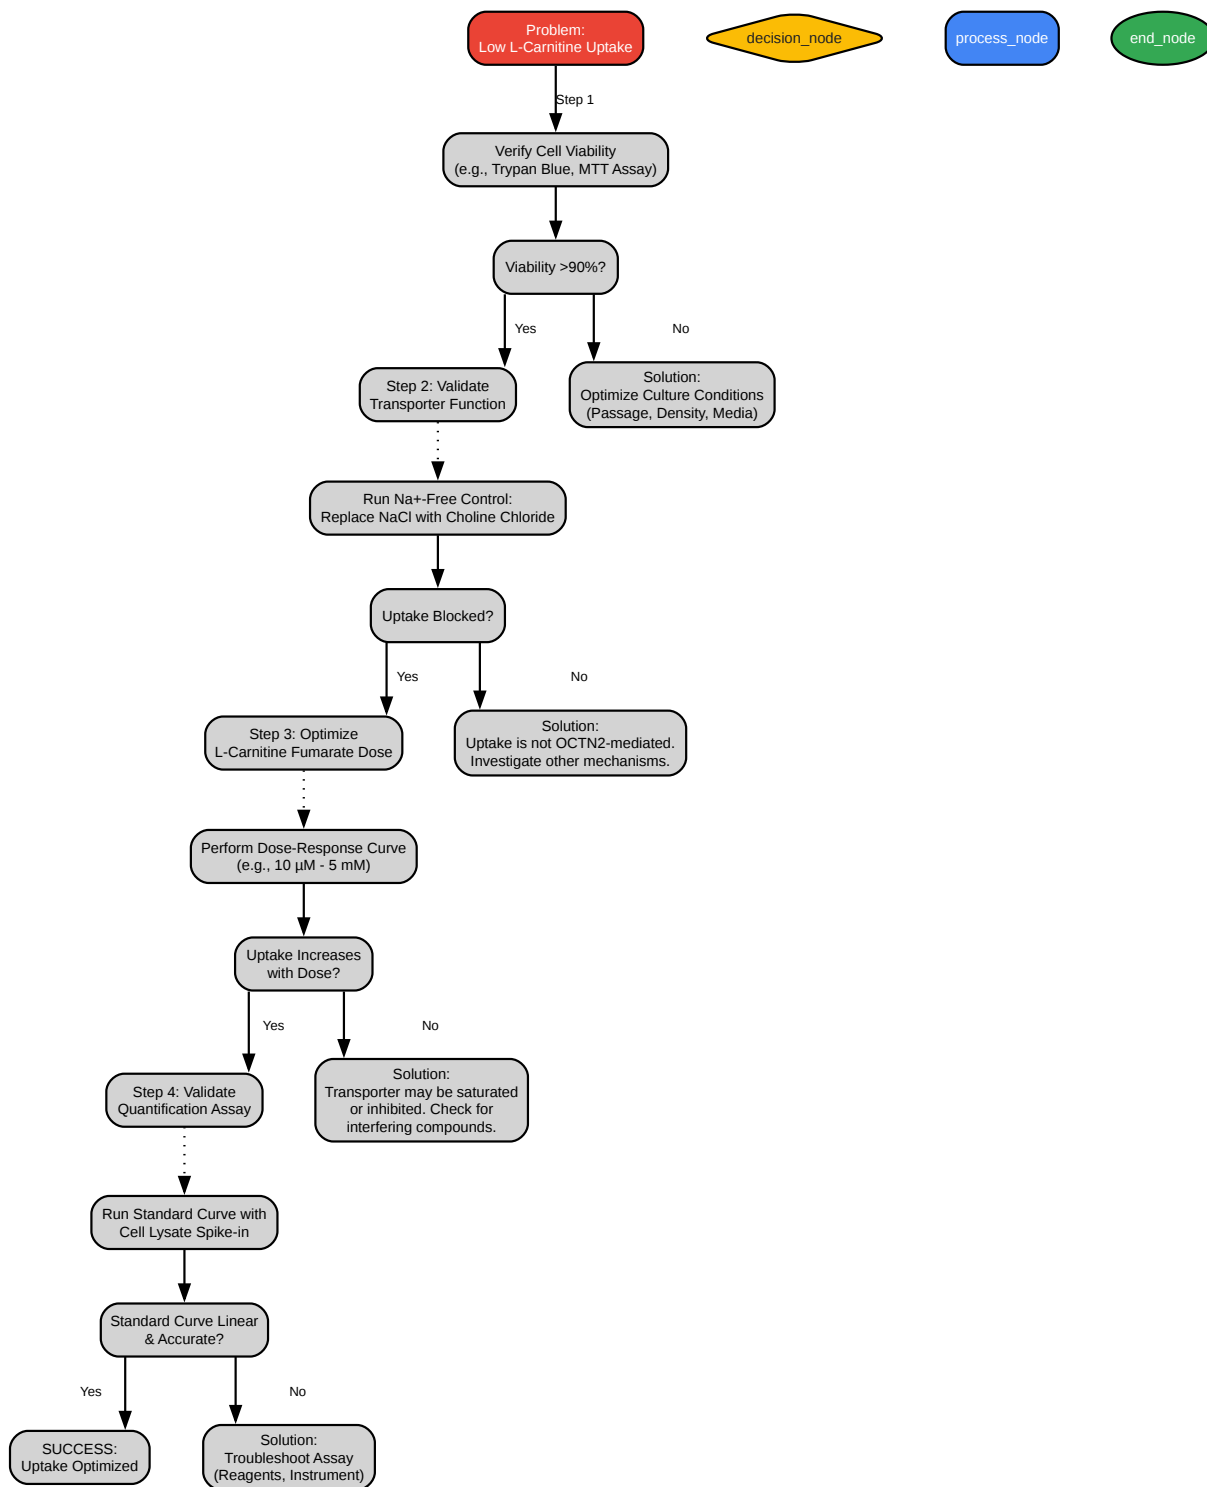 Problem:
Low L-Carnitine Uptake
decision_node
process_node
end_node
Step 1
Verify Cell Viability
(e.g., Trypan Blue, MTT Assay)
Viability >90%?
Yes
No
Step 2: Validate
Transporter Function
Solution:
Optimize Culture Conditions
(Passage, Density, Media)
Run Na+-Free Control:
Replace NaCl with Choline Chloride
Uptake Blocked?
Yes
No
Step 3: Optimize
L-Carnitine Fumarate Dose
Solution:
Uptake is not OCTN2-mediated.
Investigate other mechanisms.
Perform Dose-Response Curve
(e.g., 10 µM - 5 mM)
Uptake Increases
with Dose?
Yes
No
Step 4: Validate
Quantification Assay
Solution:
Transporter may be saturated
or inhibited. Check for
interfering compounds.
Run Standard Curve with
Cell Lysate Spike-in
Standard Curve Linear
& Accurate?
Yes
No
SUCCESS:
Uptake Optimized
Solution:
Troubleshoot Assay
(Reagents, Instrument)